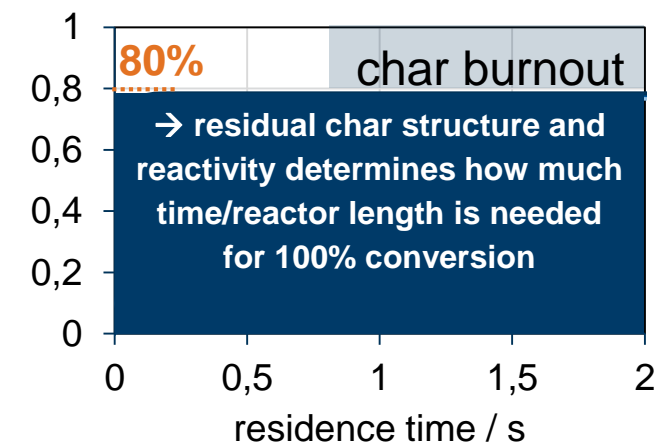 1
80%
char burnout
0,8
→ residual char structure and
0,6
reactivity determines how much
0,4
time/reactor length is needed
for 100% conversion
0,2
0
0
0,5
1
1,5
2
residence time / s